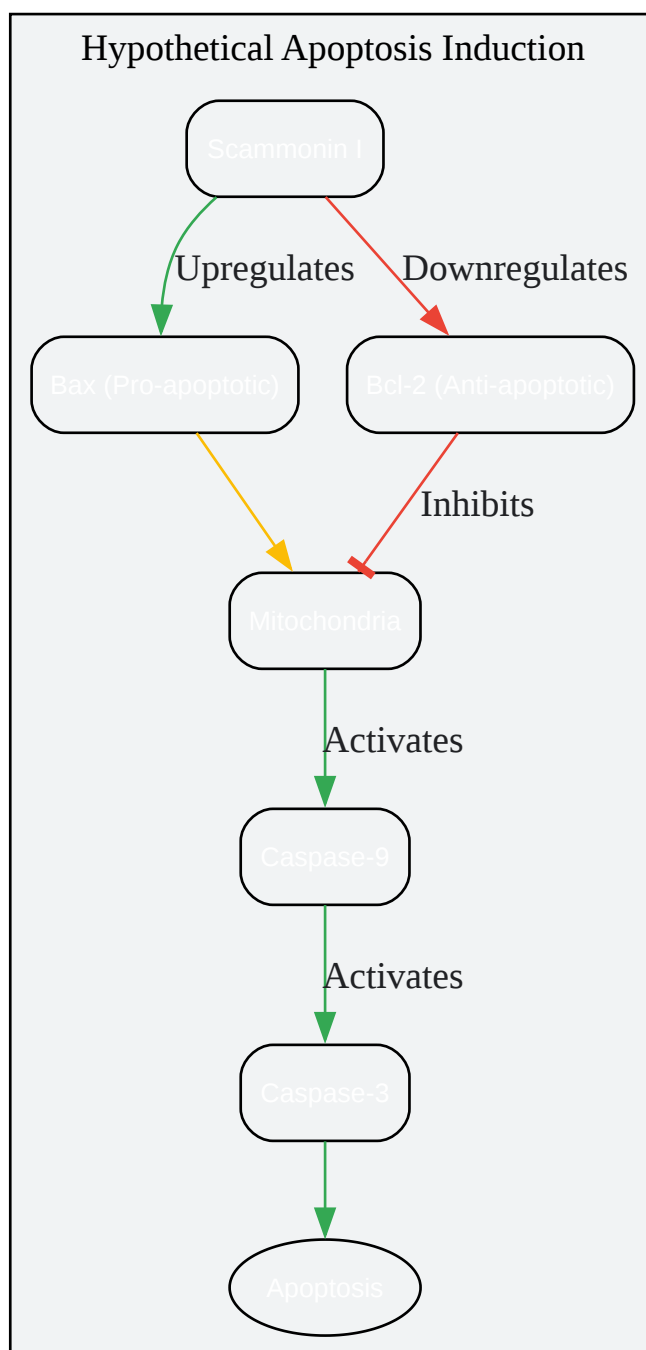 Hypothetical Apoptosis Induction
Scammonin I
Upregulates
Downregulates
Bax (Pro-apoptotic)
Bcl-2 (Anti-apoptotic)
Inhibits
Mitochondria
Activates
Caspase-9
Activates
Caspase-3
Apoptosis